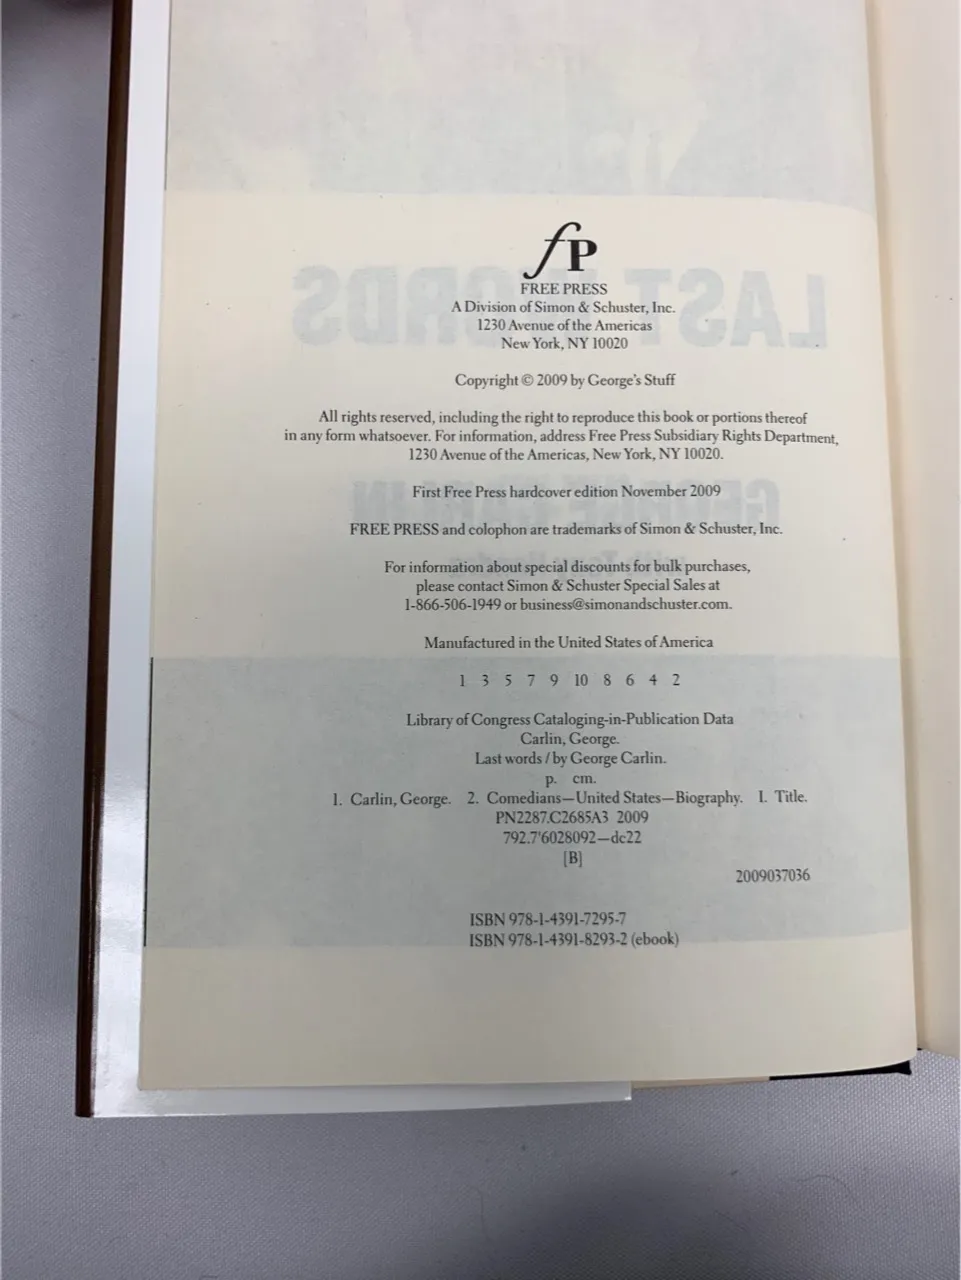 fP
FREE PRESS
A Division of Simon & Schuster, Inc.
1230 Avenue of the Americas
New York, NY 10020
Copyright © 2009 by George's Stuff
All rights reserved, including the right to reproduce this book or portions thereof
in any form whatsoever. For information, address Free Press Subsidiary Rights Department,
1230 Avenue of the Americas, New York, NY 10020.
First Free Press hardcover edition November 2009
FREE PRESS and colophon are trademarks of Simon & Schuster, Inc.
For information about special discounts for bulk purchases,
please contact Simon & Schuster Special Sales at
1-866-506-1949 or business@simonandschuster.com.
Manufactured in the United States of America
1 3 5 7 9 10 8 6 4 2
Library of Congress Cataloging-in-Publication Data
Carlin, George.
Last words / by George Carlin.
p. cm.
1. Carlin, George. 2. Comedians—United States—Biography. I. Title.
PN2287.C2685A3 2009
792.7'6028092—dc22
[B]
2009037036
ISBN 978-1-4391-7295-7
ISBN 978-1-4391-8293-2 (ebook)